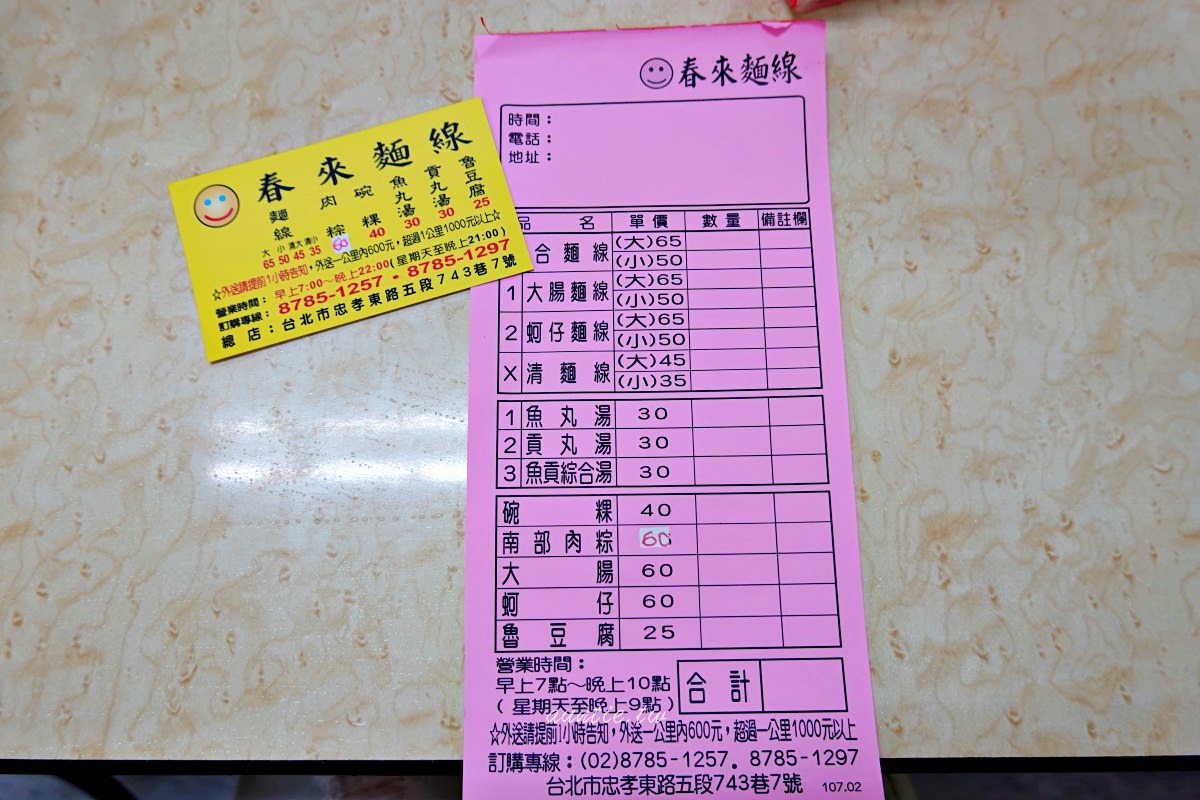 春來麵線
麵線 肉粽 碗粿 魚丸湯 貢丸湯 魯豆腐
大 小 清大 清小
65 50 45 35 60 40 30 30 25
☆外送請提前1小時告知，外送一公里內600元，超過1公里1000元以上☆
營業時間：早上7:00～晚上22:00(星期天至晚上21:00)
訂購專線：8785-1257・8785-1297
總店：台北市忠孝東路五段743巷7號
春來麵線
時間：
電話：
地址：
品名 單價 數量 備註欄
合麵線 (大)65
(小)50
1 大腸麵線 (大)65
(小)50
2 蚵仔麵線 (大)65
(小)50
X 清麵線 (大)45
(小)35
1 魚丸湯 30
2 貢丸湯 30
3 魚貢綜合湯 30
碗粿 40
南部肉粽 60
大腸 60
蚵仔 60
魯豆腐 25
營業時間：
早上7點～晚上10點
(星期天至晚上9點)
合計
☆外送請提前1小時告知，外送一公里內600元，超過一公里1000元以上
訂購專線：(02)8785-1257. 8785-1297
台北市忠孝東路五段743巷7號 107.02